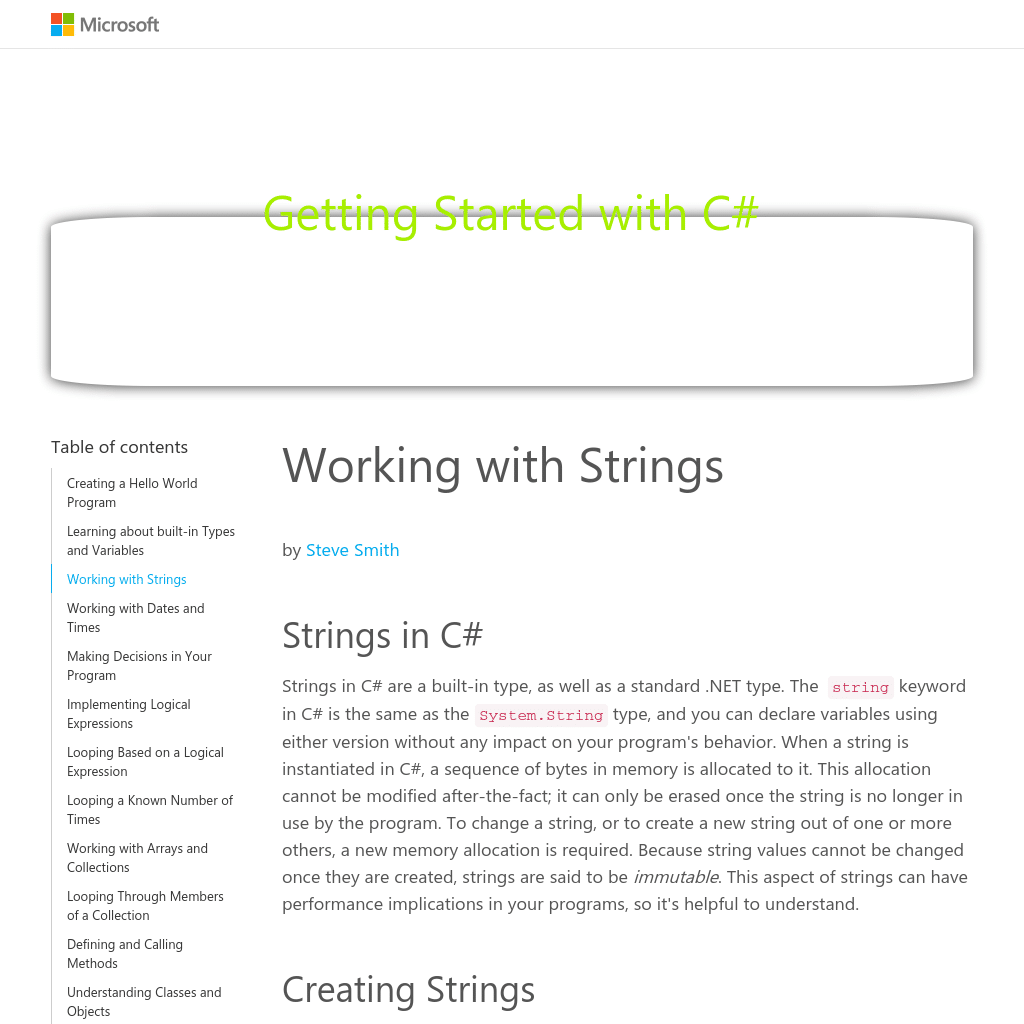 Microsoft
Getting Started with C#
Table of contents
Creating a Hello World
Program
Learning about built-in Types
and Variables
Working with Strings
Working with Dates and
Times
Making Decisions in Your
Program
Implementing Logical
Expressions
Looping Based on a Logical
Expression
Looping a Known Number of
Times
Working with Arrays and
Collections
Looping Through Members
of a Collection
Defining and Calling
Methods
Understanding Classes and
Objects
Working with Strings
by Steve Smith
Strings in C#
Strings in C# are a built-in type, as well as a standard .NET type. The string keyword
in C# is the same as the System.String type, and you can declare variables using
either version without any impact on your program's behavior. When a string is
instantiated in C#, a sequence of bytes in memory is allocated to it. This allocation
cannot be modified after-the-fact; it can only be erased once the string is no longer in
use by the program. To change a string, or to create a new string out of one or more
others, a new memory allocation is required. Because string values cannot be changed
once they are created, strings are said to be immutable. This aspect of strings can have
performance implications in your programs, so it's helpful to understand.
Creating Strings